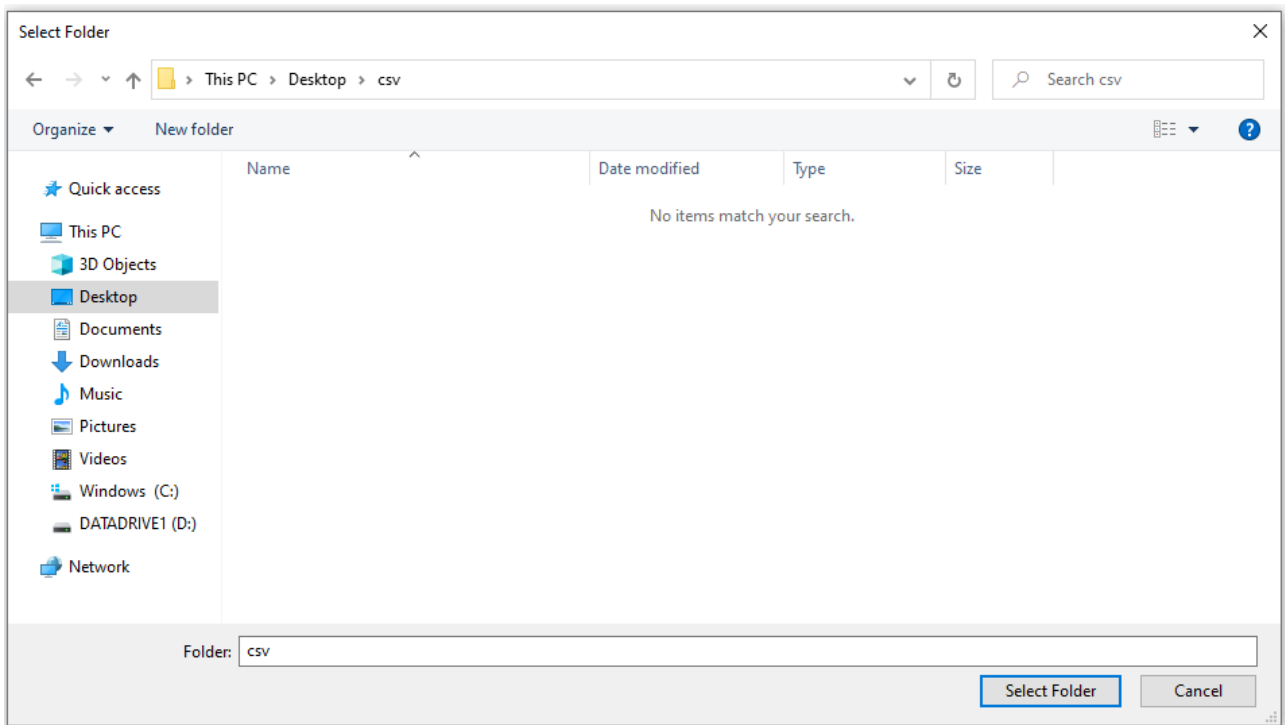 Select Folder
This PC > Desktop > csv
Search csv
Organize
New folder
Name
Date modified
Type
Size
Quick access
No items match your search.
This PC
3D Objects
Desktop
Documents
Downloads
Music
Pictures
Videos
Windows (C:)
DATADRIVE1 (D:)
Network
Folder: csv
Select Folder
Cancel